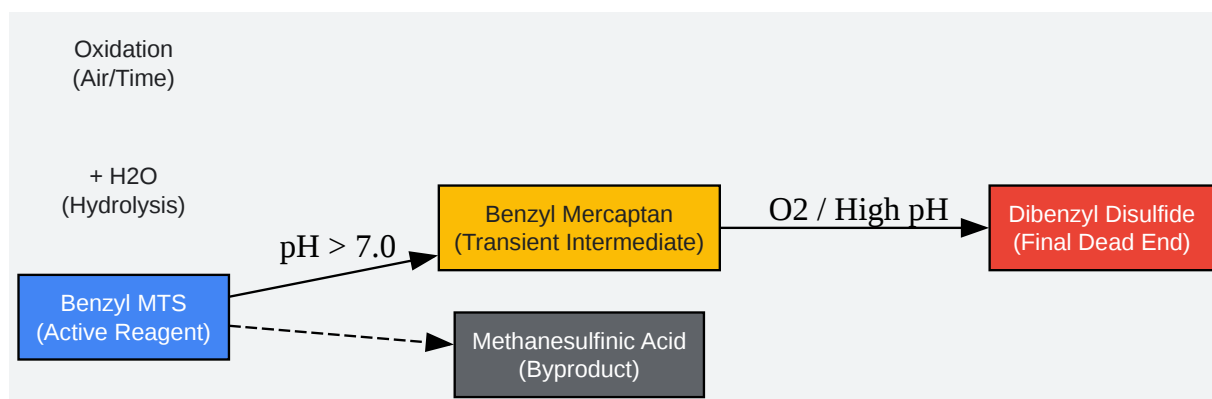 Oxidation
(Air/Time)
+ H2O
(Hydrolysis)
pH > 7.0
Benzyl Mercaptan
(Transient Intermediate)
O2 / High pH
Dibenzyl Disulfide
(Final Dead End)
Benzyl MTS
(Active Reagent)
Methanesulfinic Acid
(Byproduct)